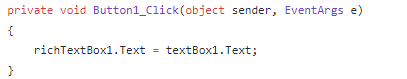 private void Button1_Click(object sender, EventArgs e)
{
    richTextBox1.Text = textBox1.Text;
}